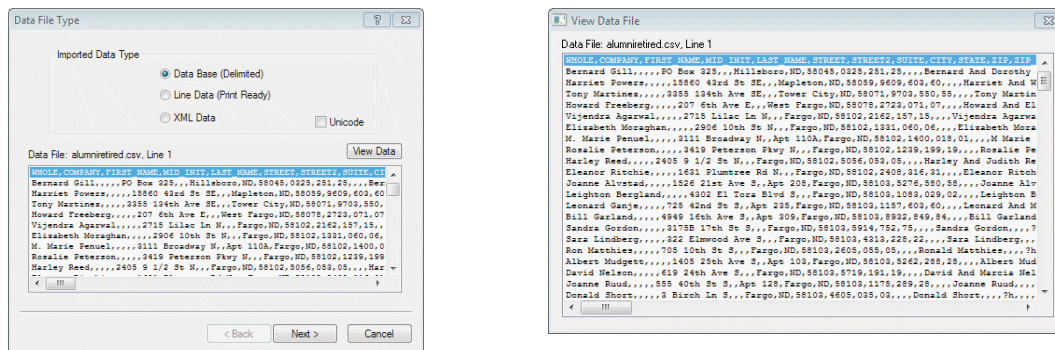 Data File Type
Imported Data Type
Data Base (Delimited)
Line Data (Print Ready)
XML Data
Unicode
Data File: alumniretired.csv, Line 1
View Data
WHOLE,COMPANY,FIRST NAME,MID INIT,LAST NAME,STREET,STREET2,SUITE,CI
Bernard Gill,,,,,PO Box 325,,,Hillsboro,ND,58045,0325,251,25,,,,Ber
Harriet Powers,,,,,15860 43rd St SE,,,Mapleton,ND,58059,9609,603,60
Tony Martines,,,,,3355 134th Ave SE,,,Tower City,ND,58071,9703,550,
Howard Freeberg,,,,,207 6th Ave E,,,West Fargo,ND,58078,2723,071,07
Vijendra Agarwal,,,,,2715 Lilac Ln N,,,Fargo,ND,58102,2162,157,15,,
Elisabeth Moraghan,,,,,2906 10th St N,,,Fargo,ND,58102,1331,060,06,
M. Marie Penuel,,,,,3111 Broadway N,,Apt 110A,Fargo,ND,58102,1400,0
Rosalie Peterson,,,,,3419 Peterson Pkwy N,,,Fargo,ND,58102,1239,199
Harley Reed,,,,,2405 9 1/2 St N,,,Fargo,ND,58102,5056,053,05,,,,Har
< Back
Next >
Cancel
View Data File
Data File: alumniretired.csv, Line 1
WHOLE,COMPANY,FIRST NAME,MID INIT,LAST NAME,STREET,STREET2,SUITE,CITY,STATE,ZIP,ZIP
Bernard Gill,,,,,PO Box 325,,,Hillsboro,ND,58045,0325,251,25,,,,Bernard And Dorothy
Harriet Powers,,,,,15860 43rd St SE,,,Mapleton,ND,58059,9609,603,60,,,,Harriet And W
Tony Martines,,,,,3355 134th Ave SE,,,Tower City,ND,58071,9703,550,55,,,,Tony Martin
Howard Freeberg,,,,,207 6th Ave E,,,West Fargo,ND,58078,2723,071,07,,,,Howard And El
Vijendra Agarwal,,,,,2715 Lilac Ln N,,,Fargo,ND,58102,2162,157,15,,,,Vijendra Agarwa
Elisabeth Moraghan,,,,,2906 10th St N,,,Fargo,ND,58102,1331,060,06,,,,Elisabeth Mora
M. Marie Penuel,,,,,3111 Broadway N,,Apt 110A,Fargo,ND,58102,1400,018,01,,,,M Marie
Rosalie Peterson,,,,,3419 Peterson Pkwy N,,,Fargo,ND,58102,1239,199,19,,,,Rosalie Pe
Harley Reed,,,,,2405 9 1/2 St N,,,Fargo,ND,58102,5056,053,05,,,,Harley And Judith Re
Eleanor Ritchie,,,,,1631 Plumtree Rd N,,,Fargo,ND,58102,2408,316,31,,,,Eleanor Ritch
Joanne Alvstad,,,,,1526 21st Ave S,,Apt 208,Fargo,ND,58103,5276,580,58,,,,Joanne Alv
Leighton Bergland,,,,,4302 El Tora Blvd S,,,Fargo,ND,58103,1083,029,02,,,,Leighton B
Leonard Ganje,,,,,725 42nd St S,,Apt 235,Fargo,ND,58103,1157,603,60,,,,Leonard And M
Bill Garland,,,,,4949 16th Ave S,,Apt 309,Fargo,ND,58103,8932,849,84,,,,Bill Garland
Sandra Gordon,,,,,3175B 17th St S,,,Fargo,ND,58103,5914,752,75,,,,Sandra Gordon,,,,?
Sara Lindberg,,,,,322 Elmwood Ave S,,,Fargo,ND,58103,4313,228,22,,,,Sara Lindberg,,,
Ron Matthies,,,,,705 10th St S,,,Fargo,ND,58103,2605,055,05,,,,Ronald Matthies,,,,?h
Albert Mudgett,,,,,1405 25th Ave S,,Apt 103,Fargo,ND,58103,5262,288,28,,,,Albert Mud
David Nelson,,,,,619 24th Ave S,,,Fargo,ND,58103,5719,191,19,,,,David And Marcia Nel
Joanne Ruud,,,,,555 40th St S,,Apt 128,Fargo,ND,58103,1175,289,28,,,,Joanne Ruud,,,,
Donald Short,,,,,3 Birch Ln S,,,Fargo,ND,58103,4605,035,03,,,,Donald Short,,,,?h,,,,